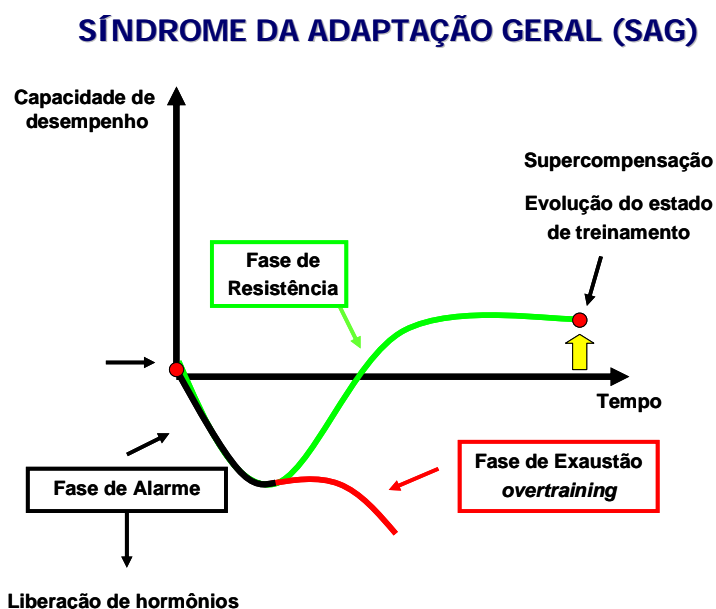 SÍNDROME DA ADAPTAÇÃO GERAL (SAG)
Capacidade de
desempenho
Supercompensação
Evolução do estado
de treinamento
Fase de
Resistência
Tempo
Fase de Alarme
Fase de Exaustão
overtraining
Liberação de hormônios